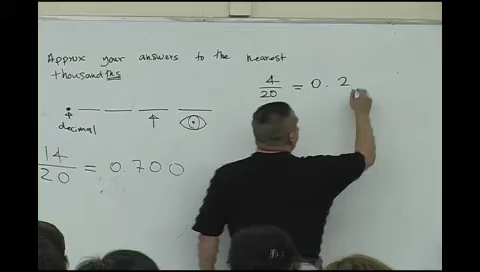 Approx your answers to the nearest
thousandths
decimal
14/20 = 0.700
4/20 = 0.2